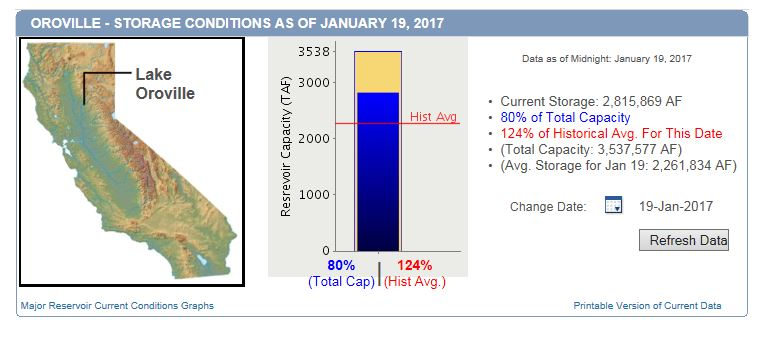 OROVILLE - STORAGE CONDITIONS AS OF JANUARY 19, 2017
Lake
Oroville
Resrevoir Capacity (TAF)
3538
3000
2000
1000
0
Hist Avg
80%
(Total Cap)
124%
(Hist Avg.)
Data as of Midnight: January 19, 2017
• Current Storage: 2,815,869 AF
• 80% of Total Capacity
• 124% of Historical Avg. For This Date
• (Total Capacity: 3,537,577 AF)
• (Avg. Storage for Jan 19: 2,261,834 AF)
Change Date: 19-Jan-2017
Refresh Data
Major Reservoir Current Conditions Graphs
Printable Version of Current Data